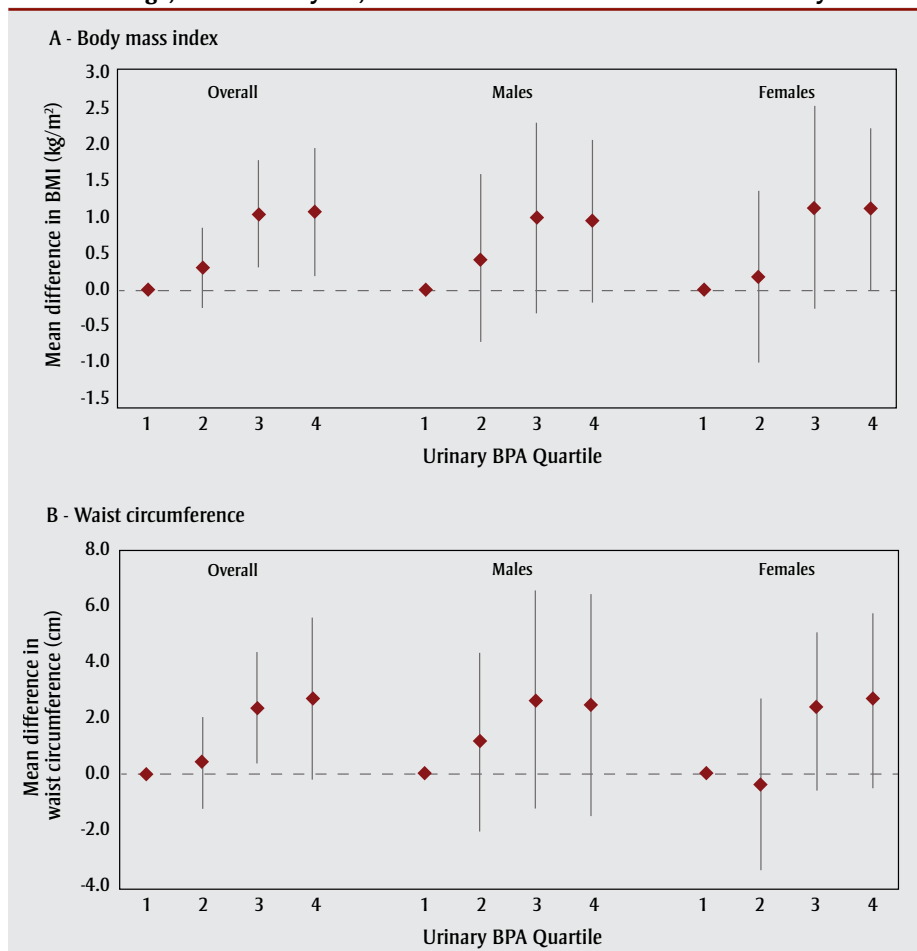 A - Body mass index
3.0
2.5
2.0
1.5
1.0
0.5
0.0
-0.5
-1.0
-1.5
Mean difference in BMI (kg/m²)
Overall Males Females
1 2 3 4 1 2 3 4 1 2 3 4
Urinary BPA Quartile
B - Waist circumference
8.0
6.0
4.0
2.0
0.0
-2.0
-4.0
Mean difference in
waist circumference (cm)
Overall Males Females
1 2 3 4 1 2 3 4 1 2 3 4
Urinary BPA Quartile